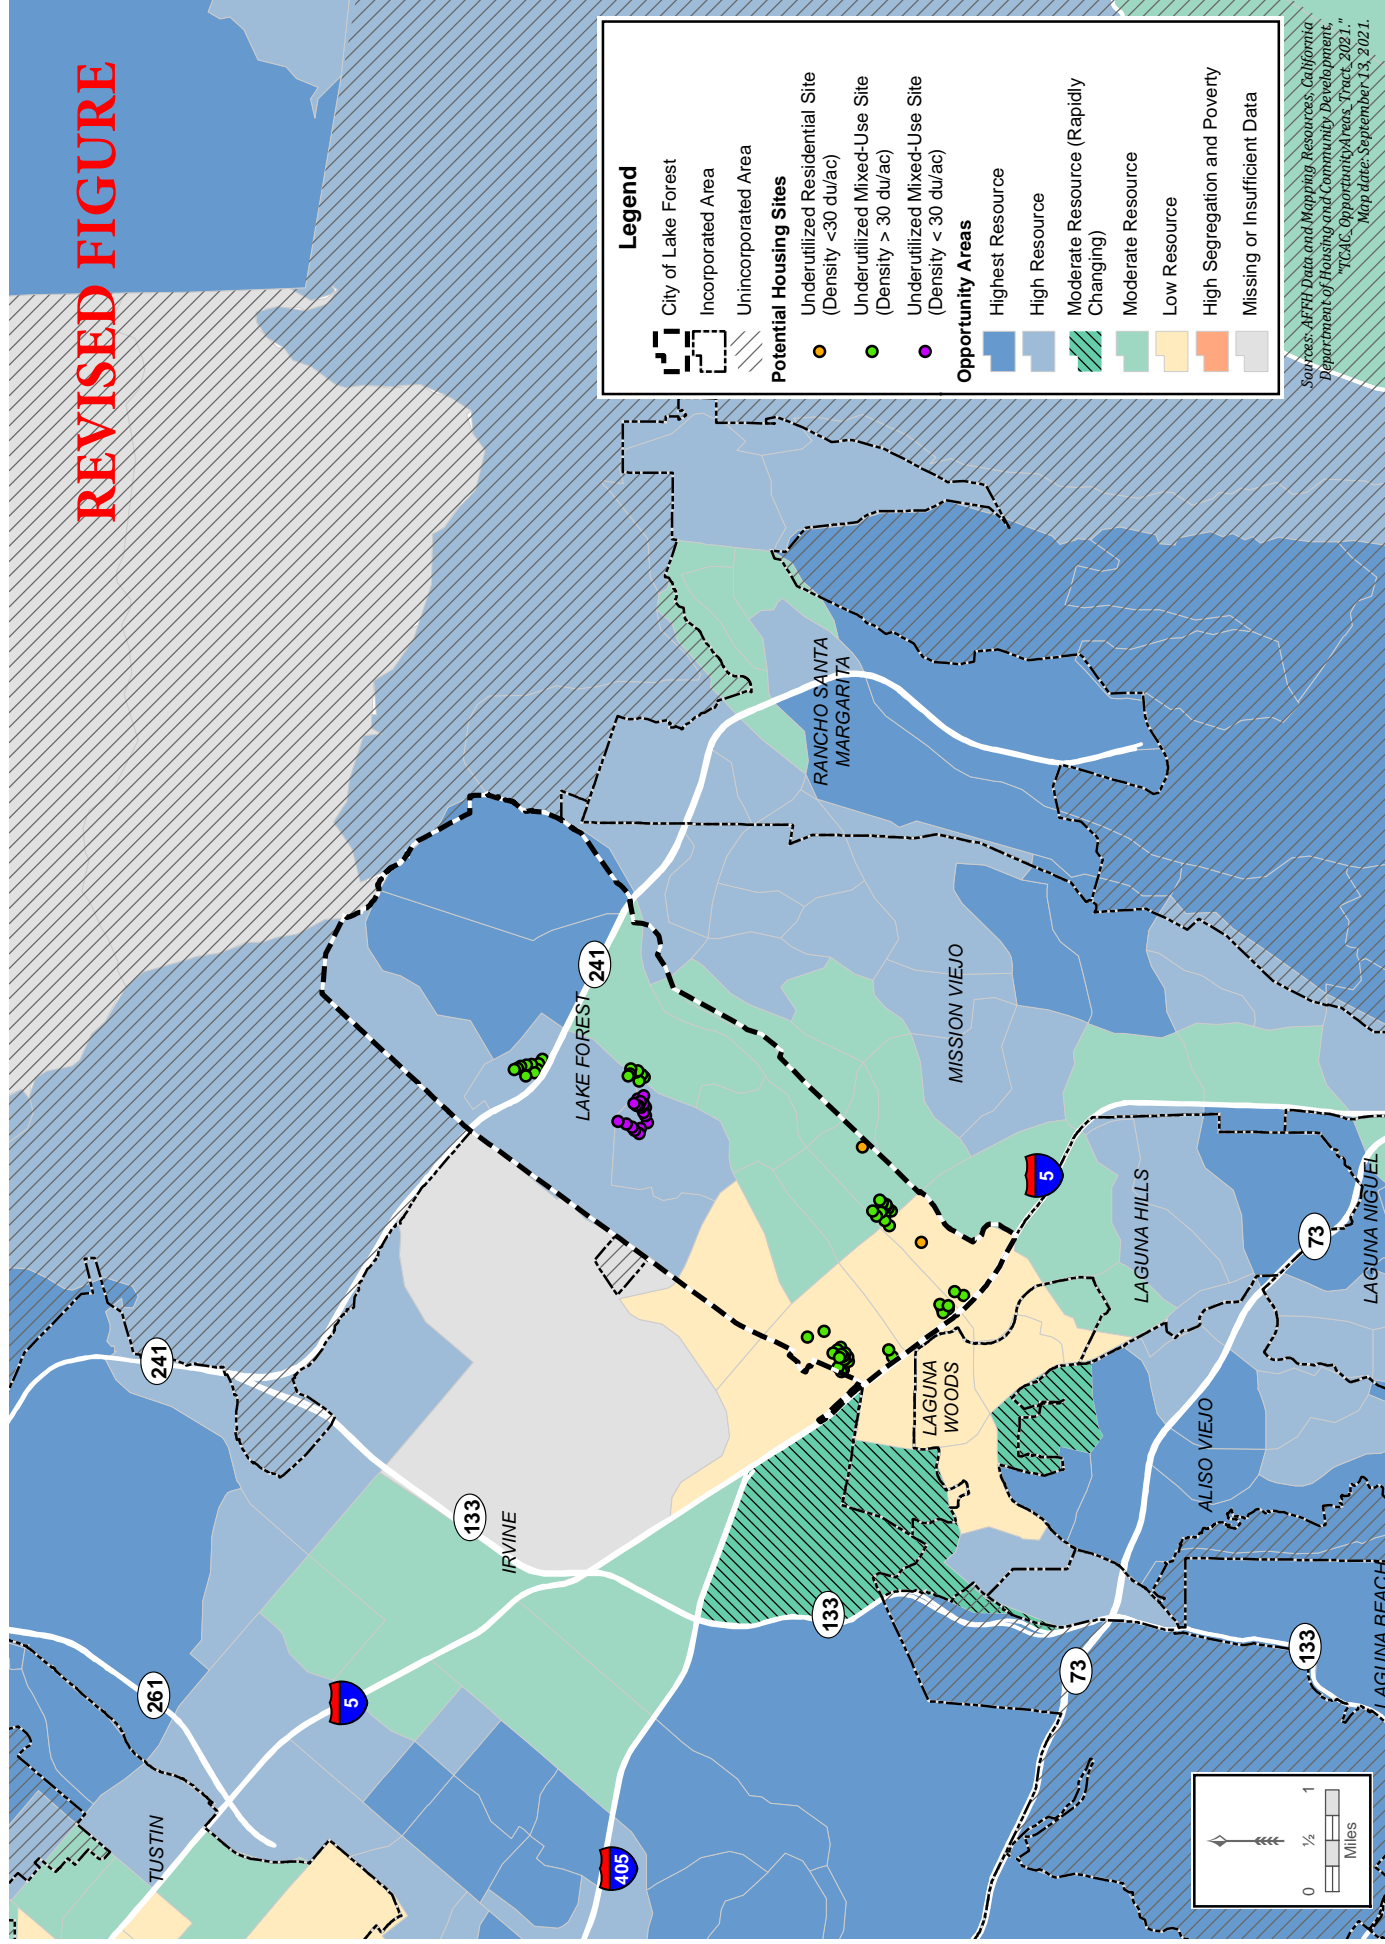 REVISED FIGURE
Legend
City of Lake Forest
Incorporated Area
Unincorporated Area
Potential Housing Sites
Underutilized Residential Site
(Density <30 du/ac)
Underutilized Mixed-Use Site
(Density > 30 du/ac)
Underutilized Mixed-Use Site
(Density < 30 du/ac)
Opportunity Areas
Highest Resource
High Resource
Moderate Resource (Rapidly
Changing)
Moderate Resource
Low Resource
High Segregation and Poverty
Missing or Insufficient Data
Sources: AFFH Data and Mapping Resources, California
Department of Housing and Community Development,
"TCAC_OpportunityAreas_Tract_2021."
Map date: September 13, 2021.
TUSTIN
261
5
405
241
133
IRVINE
133
73
133
LAGUNA BEACH
241
LAKE FOREST
LAGUNA
WOODS
ALISO VIEJO
5
LAGUNA HILLS
73
LAGUNA NIGUEL
MISSION VIEJO
RANCHO SANTA
MARGARITA
0 ½ 1
Miles